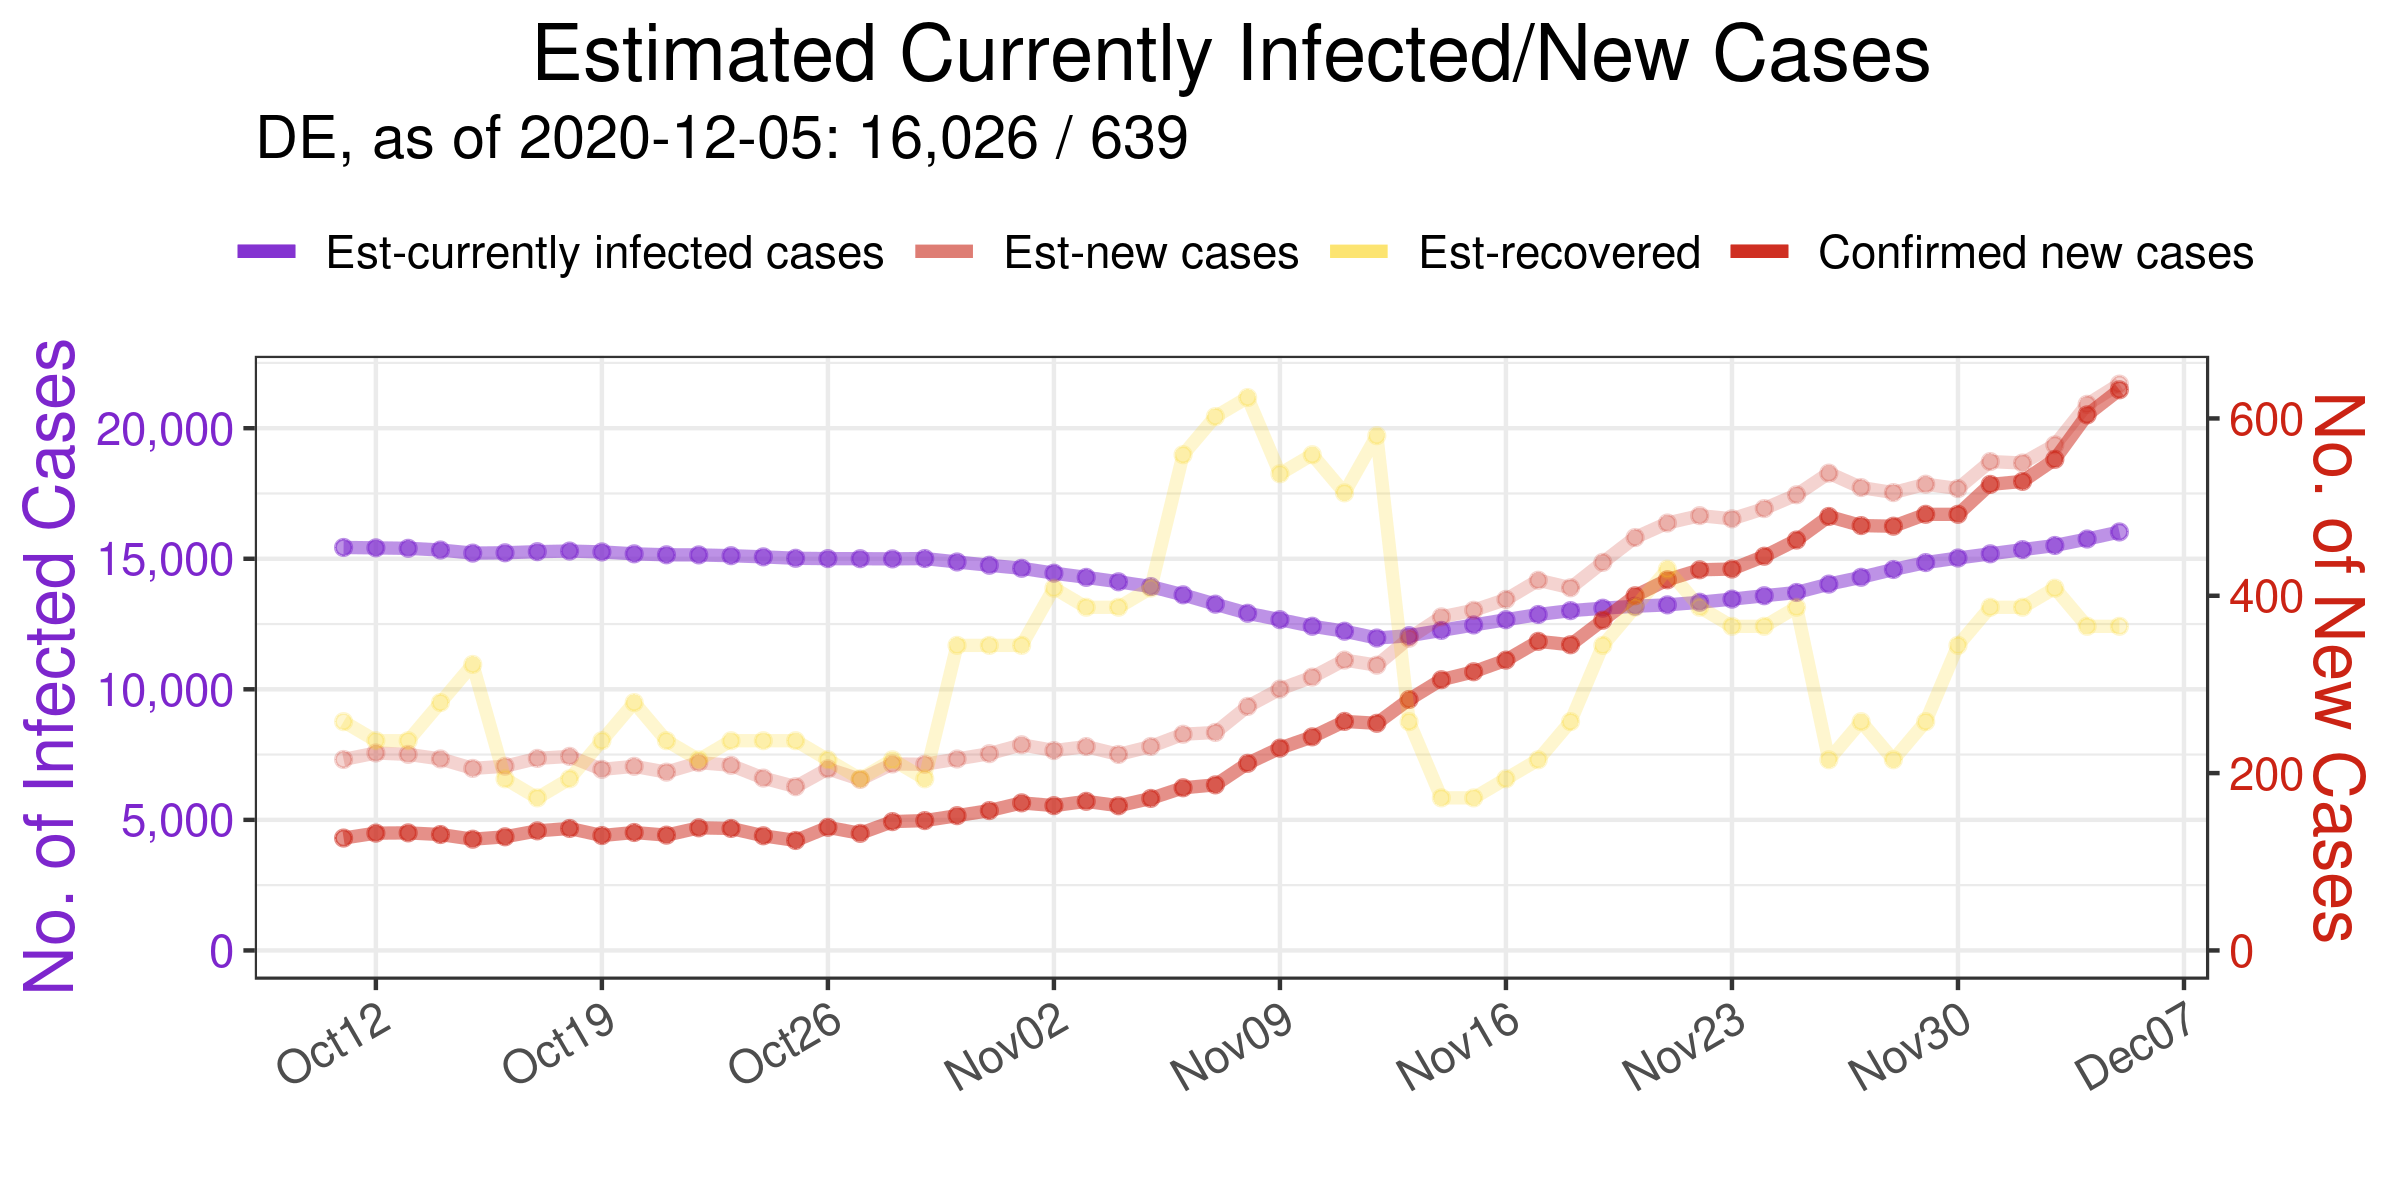 Estimated Currently Infected/New Cases
DE, as of 2020-12-05: 16,026 / 639
Est-currently infected cases Est-new cases Est-recovered Confirmed new cases
No. of Infected Cases
20,000
15,000
10,000
5,000
0
600
400
200
0
No. of New Cases
Oct12 Oct19 Oct26 Nov02 Nov09 Nov16 Nov23 Nov30 Dec07